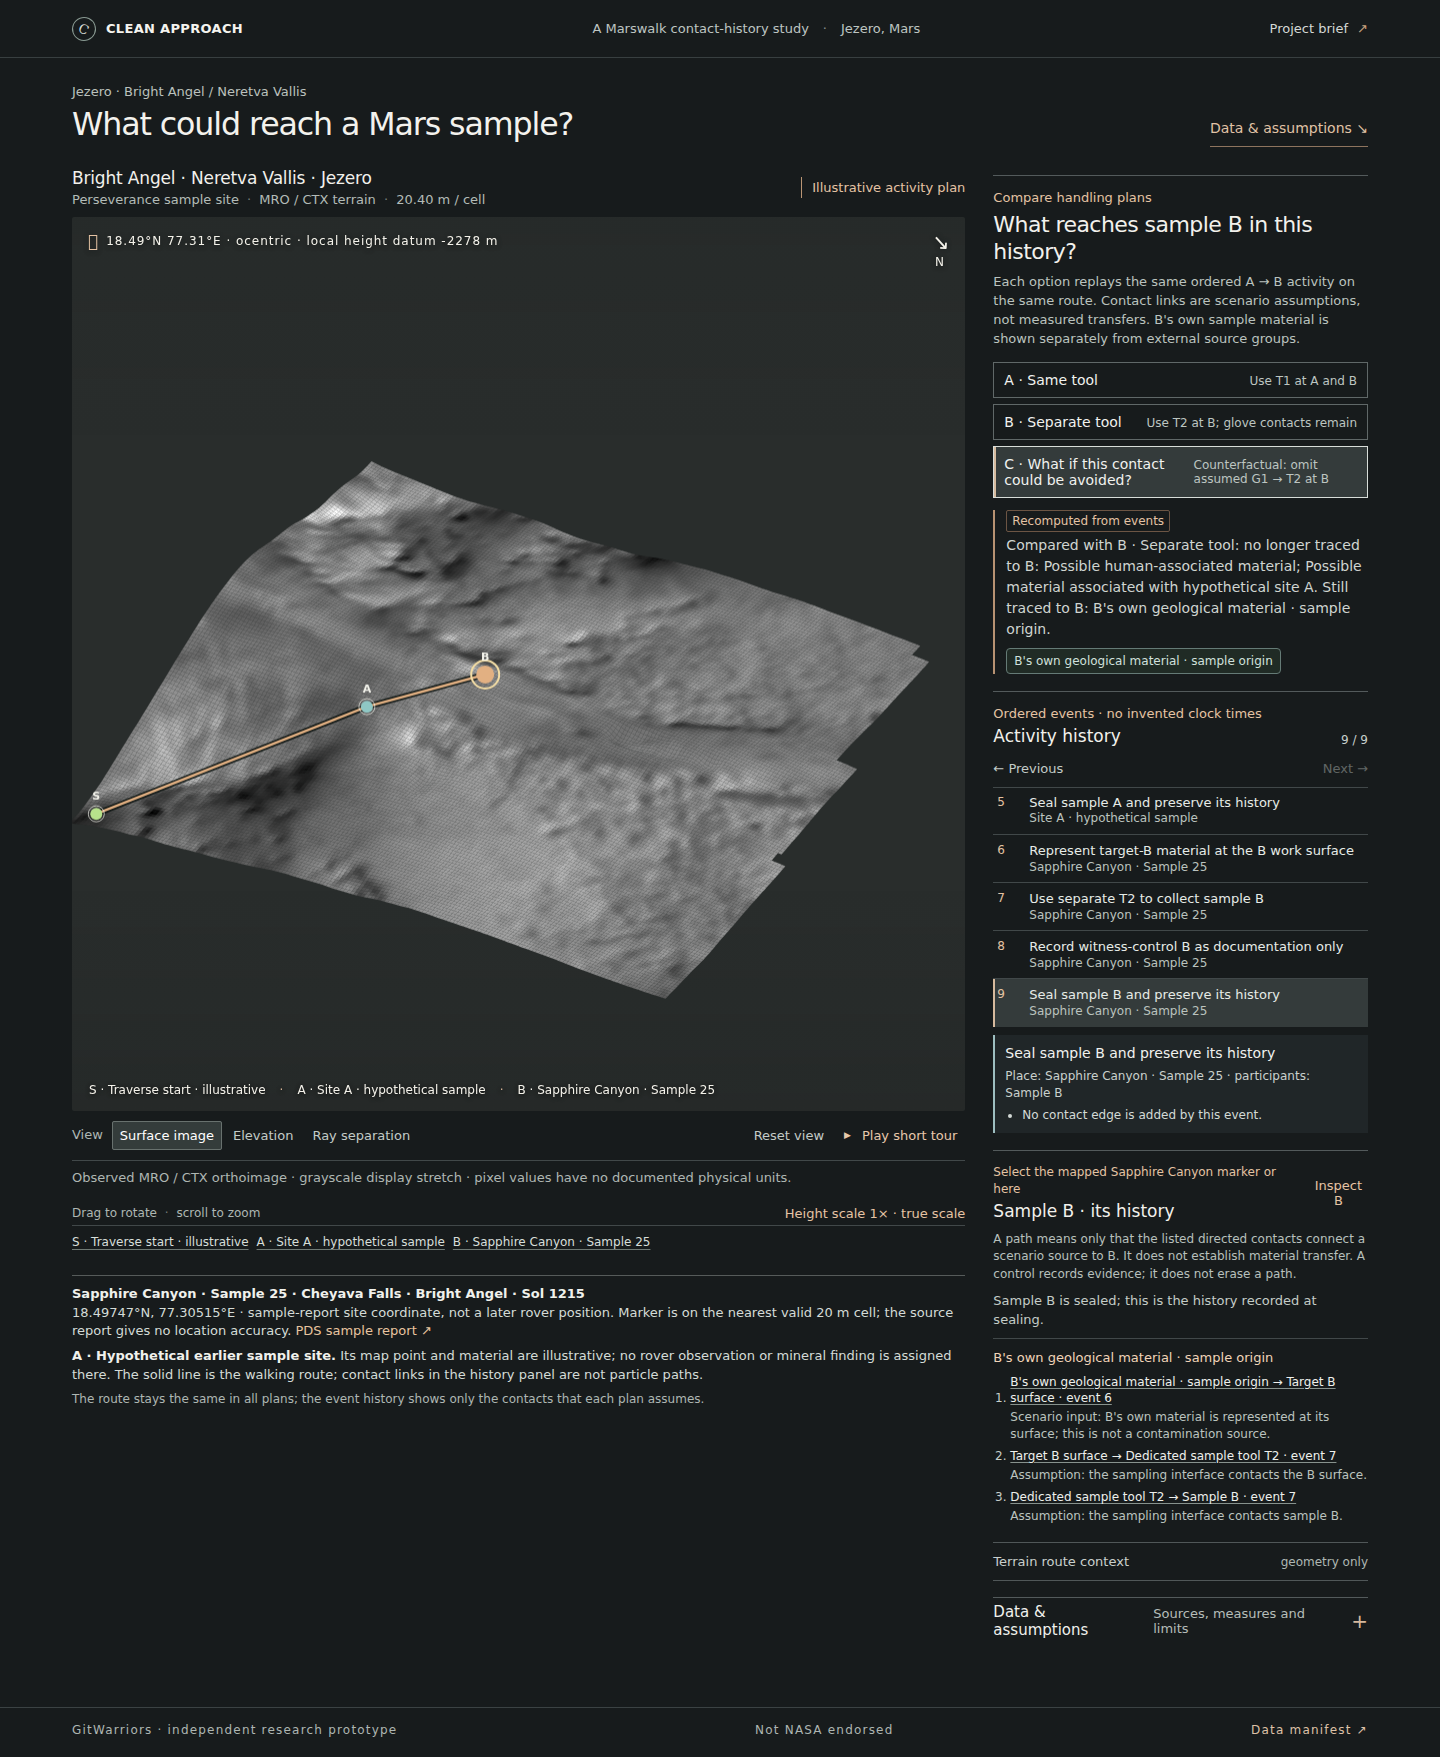 CLEAN APPROACH
A Marswalk contact-history study · Jezero, Mars
Project brief ↗
Jezero · Bright Angel / Neretva Vallis
What could reach a Mars sample?
Data & assumptions ↘
Bright Angel · Neretva Vallis · Jezero
Perseverance sample site · MRO / CTX terrain · 20.40 m / cell
Illustrative activity plan
18.49°N 77.31°E · ocentric · local height datum -2278 m
N
B
A
S
S · Traverse start · illustrative · A · Site A · hypothetical sample · B · Sapphire Canyon · Sample 25
View Surface image Elevation Ray separation
Reset view ▶ Play short tour
Observed MRO / CTX orthoimage · grayscale display stretch · pixel values have no documented physical units.
Drag to rotate · scroll to zoom
Height scale 1× · true scale
S · Traverse start · illustrative A · Site A · hypothetical sample B · Sapphire Canyon · Sample 25
Sapphire Canyon · Sample 25 · Cheyava Falls · Bright Angel · Sol 1215
18.49747°N, 77.30515°E · sample-report site coordinate, not a later rover position. Marker is on the nearest valid 20 m cell; the source
report gives no location accuracy. PDS sample report ↗
A · Hypothetical earlier sample site. Its map point and material are illustrative; no rover observation or mineral finding is assigned
there. The solid line is the walking route; contact links in the history panel are not particle paths.
The route stays the same in all plans; the event history shows only the contacts that each plan assumes.
Compare handling plans
What reaches sample B in this
history?
Each option replays the same ordered A → B activity on
the same route. Contact links are scenario assumptions,
not measured transfers. B's own sample material is
shown separately from external source groups.
A · Same tool
Use T1 at A and B
B · Separate tool
Use T2 at B; glove contacts remain
C · What if this contact
could be avoided?
Counterfactual: omit
assumed G1 → T2 at B
Recomputed from events
Compared with B · Separate tool: no longer traced
to B: Possible human-associated material; Possible
material associated with hypothetical site A. Still
traced to B: B's own geological material · sample
origin.
B's own geological material · sample origin
Ordered events · no invented clock times
Activity history
9 / 9
← Previous
Next →
5 Seal sample A and preserve its history
Site A · hypothetical sample
6 Represent target-B material at the B work surface
Sapphire Canyon · Sample 25
7 Use separate T2 to collect sample B
Sapphire Canyon · Sample 25
8 Record witness-control B as documentation only
Sapphire Canyon · Sample 25
9 Seal sample B and preserve its history
Sapphire Canyon · Sample 25
Seal sample B and preserve its history
Place: Sapphire Canyon · Sample 25 · participants:
Sample B
• No contact edge is added by this event.
Select the mapped Sapphire Canyon marker or
here
Sample B · its history
Inspect
B
A path means only that the listed directed contacts connect a
scenario source to B. It does not establish material transfer. A
control records evidence; it does not erase a path.
Sample B is sealed; this is the history recorded at
sealing.
B's own geological material · sample origin
1. B's own geological material · sample origin → Target B
surface · event 6
Scenario input: B's own material is represented at its
surface; this is not a contamination source.
2. Target B surface → Dedicated sample tool T2 · event 7
Assumption: the sampling interface contacts the B surface.
3. Dedicated sample tool T2 → Sample B · event 7
Assumption: the sampling interface contacts sample B.
Terrain route context
geometry only
Data &
assumptions
Sources, measures and
limits
+
GitWarriors · independent research prototype
Not NASA endorsed
Data manifest ↗